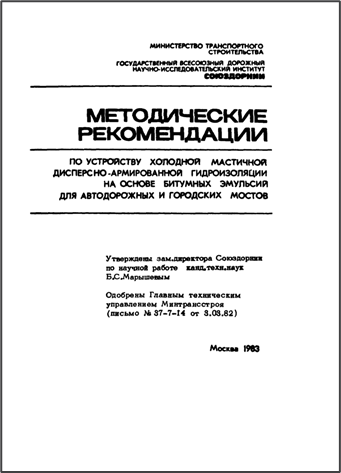 МИНИСТЕРСТВО ТРАНСПОРТНОГО
СТРОИТЕЛЬСТВА
ГОСУДАРСТВЕННЫЙ ВСЕСОЮЗНЫЙ ДОРОЖНЫЙ
НАУЧНО-ИССЛЕДОВАТЕЛЬСКИЙ ИНСТИТУТ
СОЮЗДОРНИИ
МЕТОДИЧЕСКИЕ
РЕКОМЕНДАЦИИ
ПО УСТРОЙСТВУ ХОЛОДНОЙ МАСТИЧНОЙ
ДИСПЕРСНО-АРМИРОВАННОЙ ГИДРОИЗОЛЯЦИИ
НА ОСНОВЕ БИТУМНЫХ ЭМУЛЬСИЙ
ДЛЯ АВТОДОРОЖНЫХ И ГОРОДСКИХ МОСТОВ
Утверждены зам.директора Союздорнии
по научной работе канд.техн.наук
Б.С.Марышевым
Одобрены Главным техническим
управлением Минтрансстроя
(письмо № 37-7-14 от 3.03.82)
Москва 1983